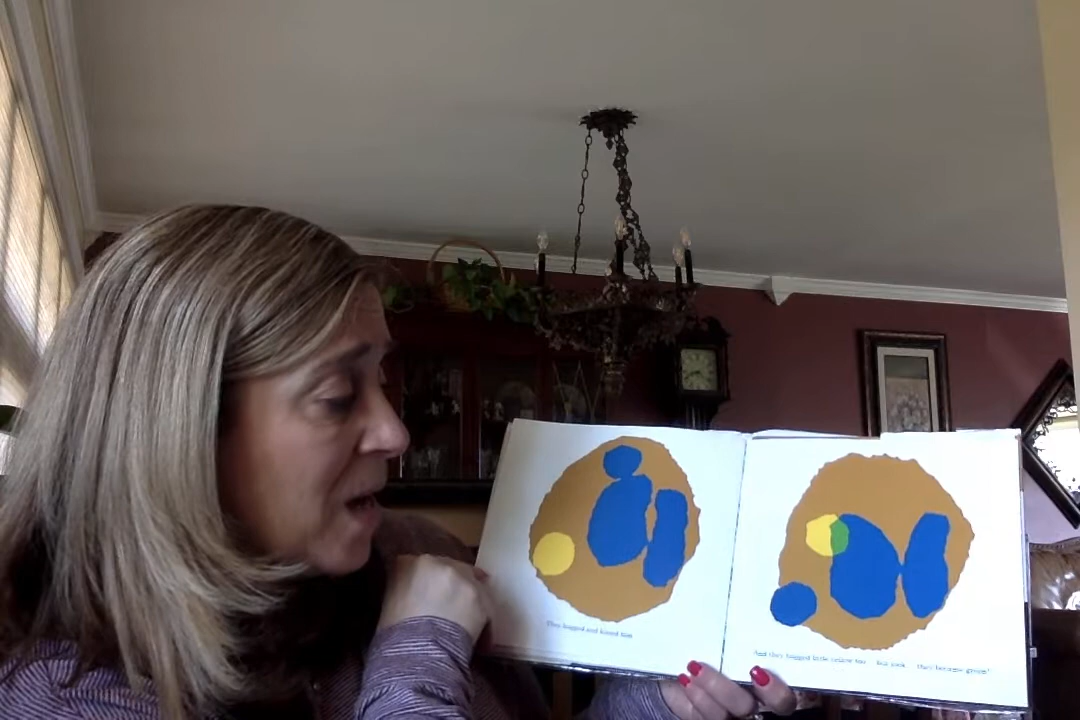 They hugged and kissed him
And they hugged little yellow too but look they became green!